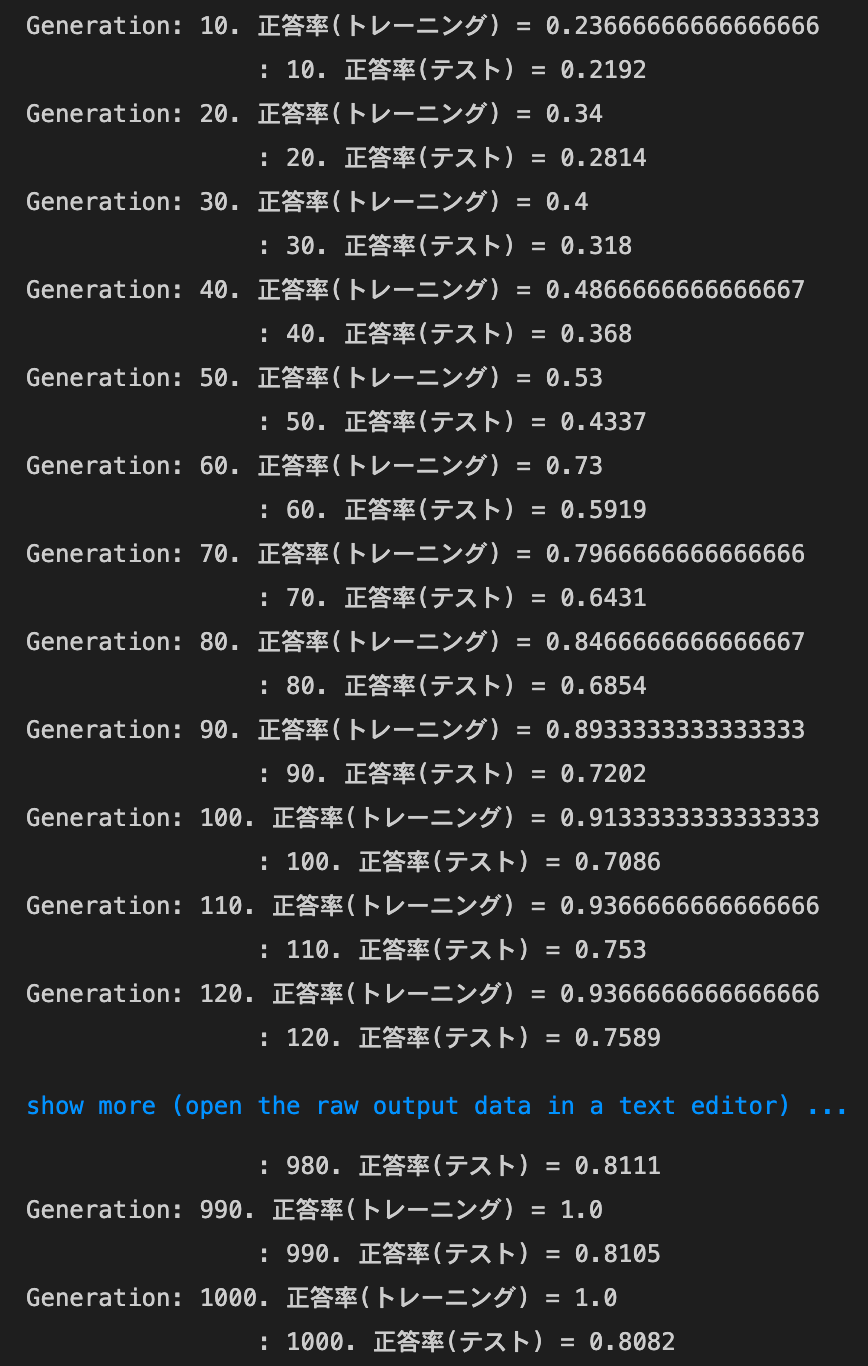 Generation: 10. 正答率(トレーニング) = 0.23666666666666666
: 10. 正答率(テスト) = 0.2192
Generation: 20. 正答率(トレーニング) = 0.34
: 20. 正答率(テスト) = 0.2814
Generation: 30. 正答率(トレーニング) = 0.4
: 30. 正答率(テスト) = 0.318
Generation: 40. 正答率(トレーニング) = 0.4866666666666667
: 40. 正答率(テスト) = 0.368
Generation: 50. 正答率(トレーニング) = 0.53
: 50. 正答率(テスト) = 0.4337
Generation: 60. 正答率(トレーニング) = 0.73
: 60. 正答率(テスト) = 0.5919
Generation: 70. 正答率(トレーニング) = 0.7966666666666666
: 70. 正答率(テスト) = 0.6431
Generation: 80. 正答率(トレーニング) = 0.8466666666666667
: 80. 正答率(テスト) = 0.6854
Generation: 90. 正答率(トレーニング) = 0.8933333333333333
: 90. 正答率(テスト) = 0.7202
Generation: 100. 正答率(トレーニング) = 0.9133333333333333
: 100. 正答率(テスト) = 0.7086
Generation: 110. 正答率(トレーニング) = 0.9366666666666666
: 110. 正答率(テスト) = 0.753
Generation: 120. 正答率(トレーニング) = 0.9366666666666666
: 120. 正答率(テスト) = 0.7589
show more (open the raw output data in a text editor) ...
: 980. 正答率(テスト) = 0.8111
Generation: 990. 正答率(トレーニング) = 1.0
: 990. 正答率(テスト) = 0.8105
Generation: 1000. 正答率(トレーニング) = 1.0
: 1000. 正答率(テスト) = 0.8082